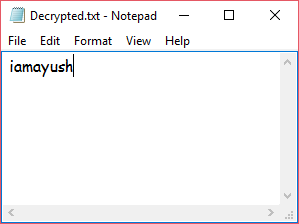 Decrypted.txt - Notepad
File Edit Format View Help
iamayush